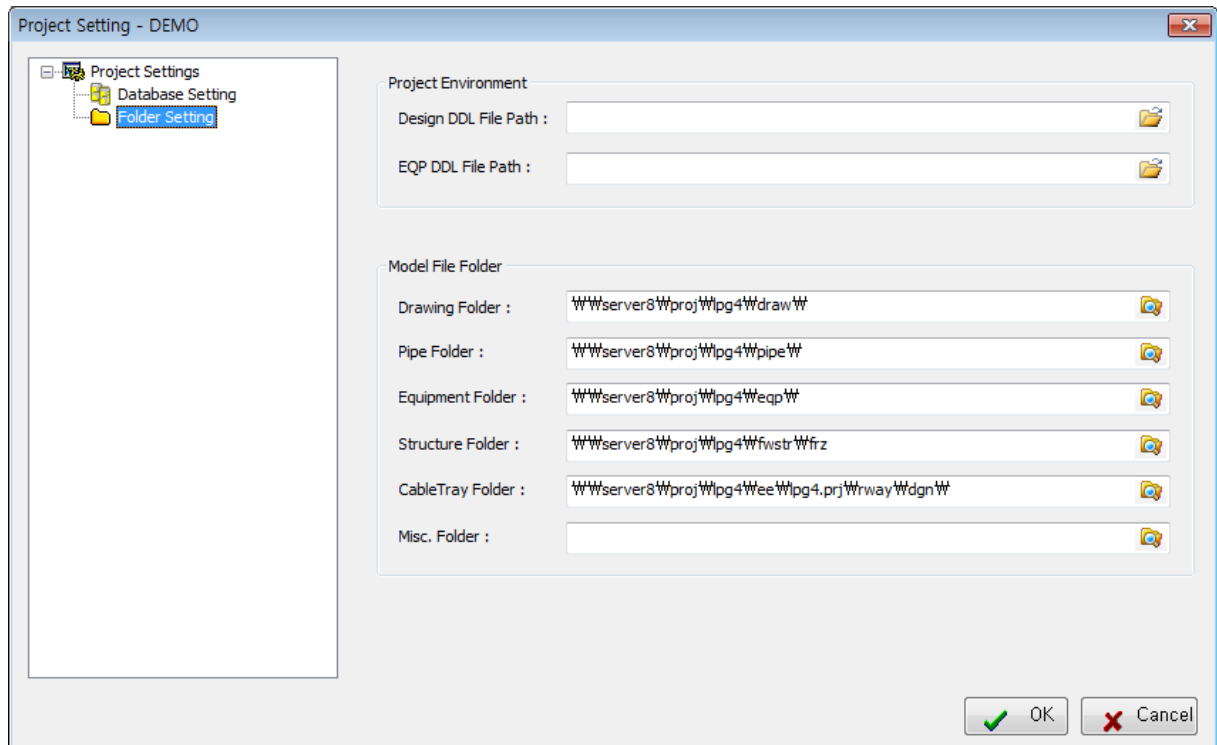 Project Setting - DEMO
Project Settings
Database Setting
Folder Setting
Project Environment
Design DDL File Path :
EQP DDL File Path :
Model File Folder
Drawing Folder : ₩₩server8₩proj₩lpg4₩draw₩
Pipe Folder : ₩₩server8₩proj₩lpg4₩pipe₩
Equipment Folder : ₩₩server8₩proj₩lpg4₩eqp₩
Structure Folder : ₩₩server8₩proj₩lpg4₩fwstr₩frz
CableTray Folder : ₩₩server8₩proj₩lpg4₩ee₩lpg4.prj₩rway₩dgn₩
Misc. Folder :
OK Cancel